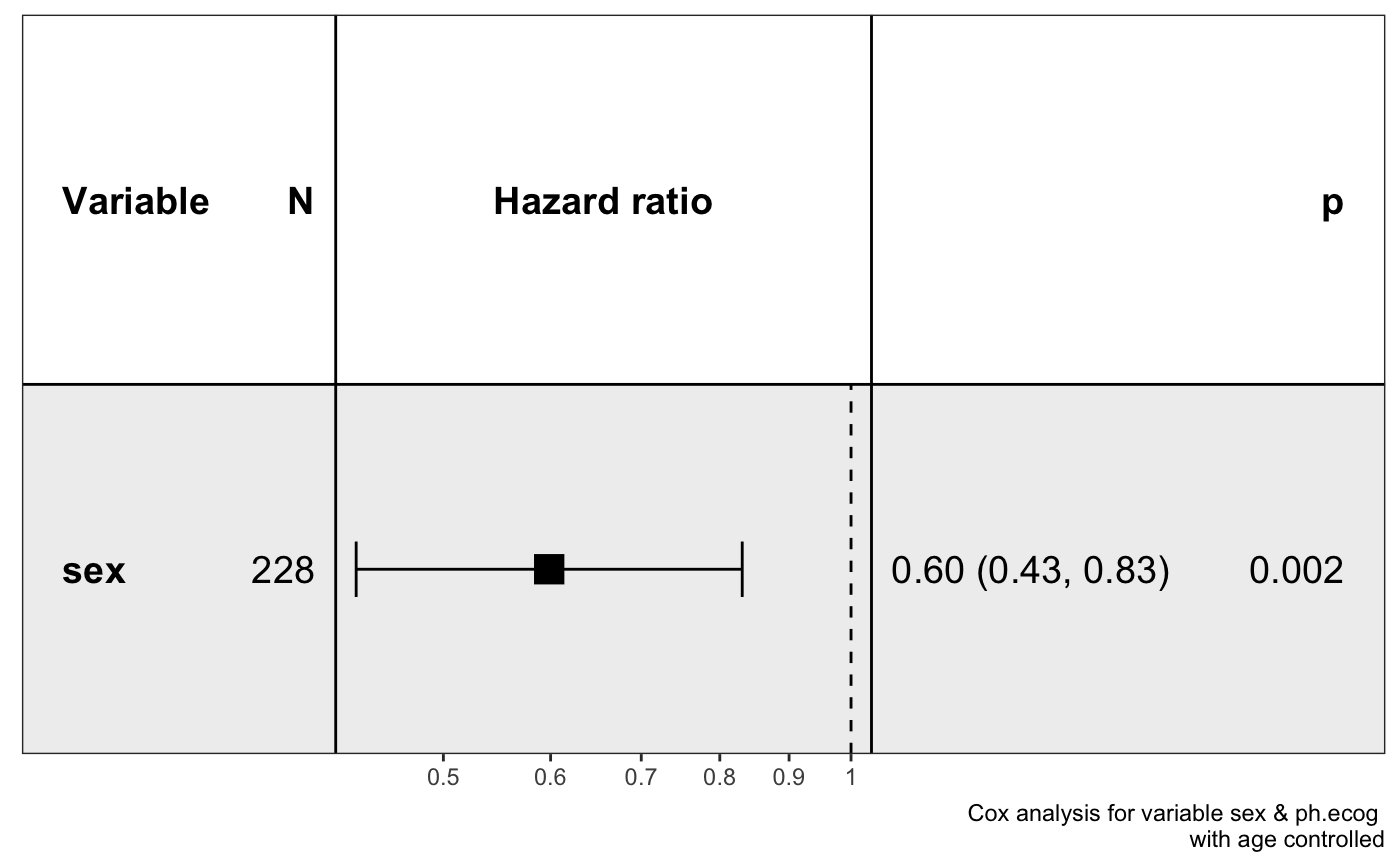 Variable N Hazard ratio p
sex 228 0.60 (0.43, 0.83) 0.002
0.5 0.6 0.7 0.8 0.9 1
Cox analysis for variable sex & ph.ecog
with age controlled